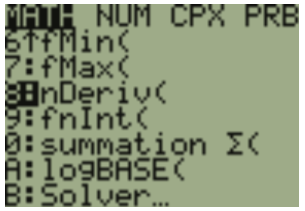 MATH NUM CPX PRB
6↑fMin(
7:fMax(
8:nDeriv(
9:fnInt(
0:summation Σ(
A:logBASE(
B:Solver…